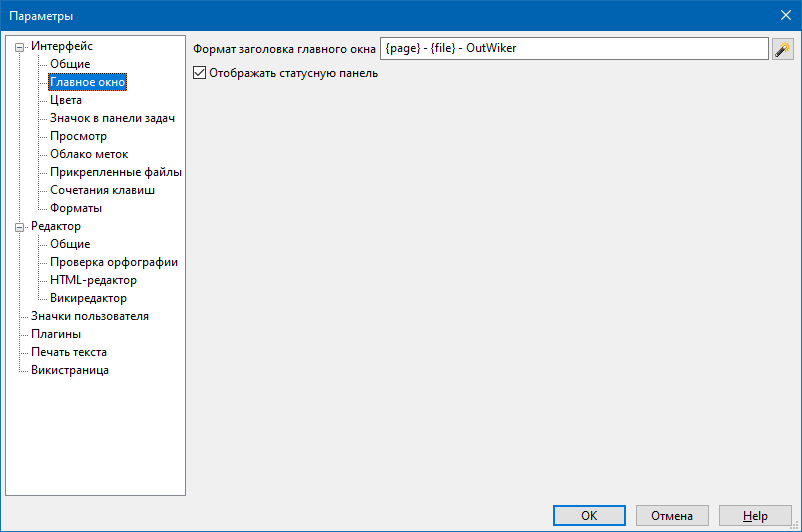 Параметры
Интерфейс
Общие
Главное окно
Цвета
Значок в панели задач
Просмотр
Облако меток
Прикрепленные файлы
Сочетания клавиш
Форматы
Редактор
Общие
Проверка орфографии
HTML-редактор
Викиредактор
Значки пользователя
Плагины
Печать текста
Викистраница
Формат заголовка главного окна {page} - {file} - OutWiker
Отображать статусную панель
OK Отмена Help